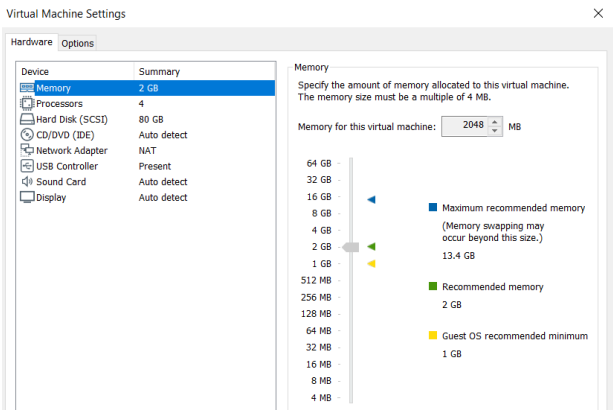 Virtual Machine Settings
Hardware Options
Device Summary
Memory 2 GB
Processors 4
Hard Disk (SCSI) 80 GB
CD/DVD (IDE) Auto detect
Network Adapter NAT
USB Controller Present
Sound Card Auto detect
Display Auto detect
Memory
Specify the amount of memory allocated to this virtual machine.
The memory size must be a multiple of 4 MB.
Memory for this virtual machine: 2048 MB
64 GB
32 GB
16 GB
8 GB
4 GB
2 GB
1 GB
512 MB
256 MB
128 MB
64 MB
32 MB
16 MB
8 MB
4 MB
Maximum recommended memory
(Memory swapping may
occur beyond this size.)
13.4 GB
Recommended memory
2 GB
Guest OS recommended minimum
1 GB